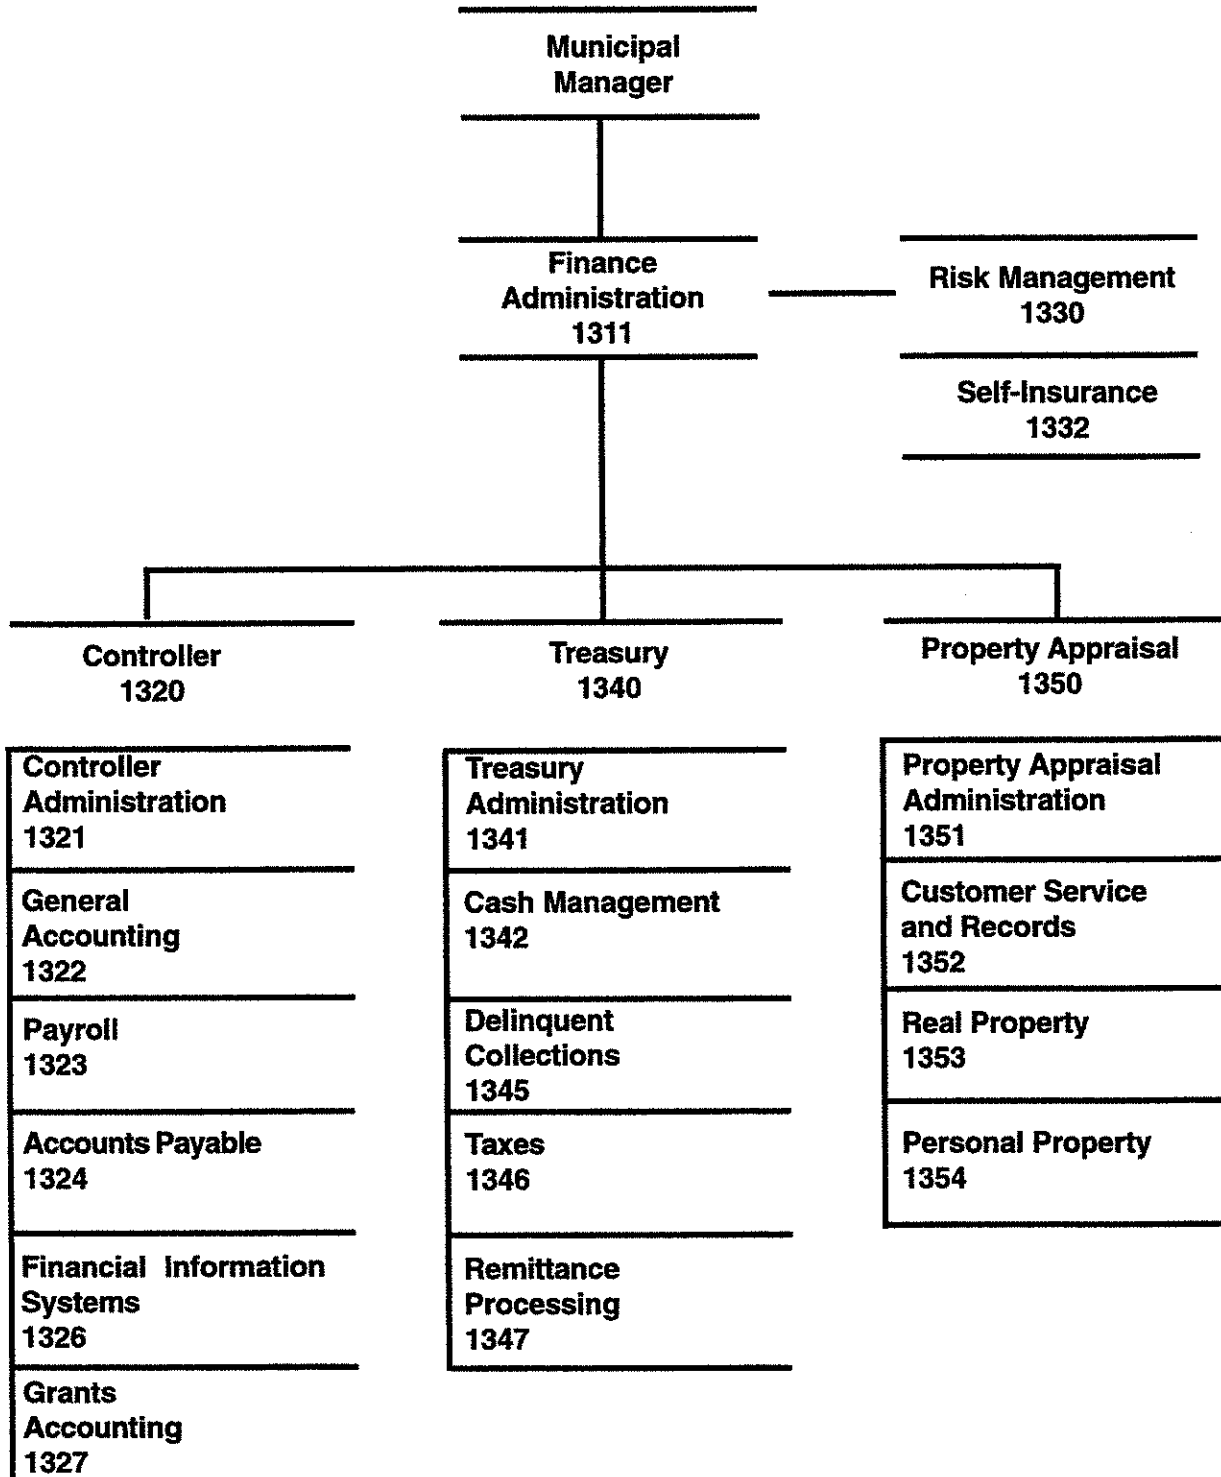 Municipal
Manager
Finance
Administration
1311
Risk Management
1330
Self-Insurance
1332
Controller
1320
Controller
Administration
1321
General
Accounting
1322
Payroll
1323
Accounts Payable
1324
Financial Information
Systems
1326
Grants
Accounting
1327
Treasury
1340
Treasury
Administration
1341
Cash Management
1342
Delinquent
Collections
1345
Taxes
1346
Remittance
Processing
1347
Property Appraisal
1350
Property Appraisal
Administration
1351
Customer Service
and Records
1352
Real Property
1353
Personal Property
1354